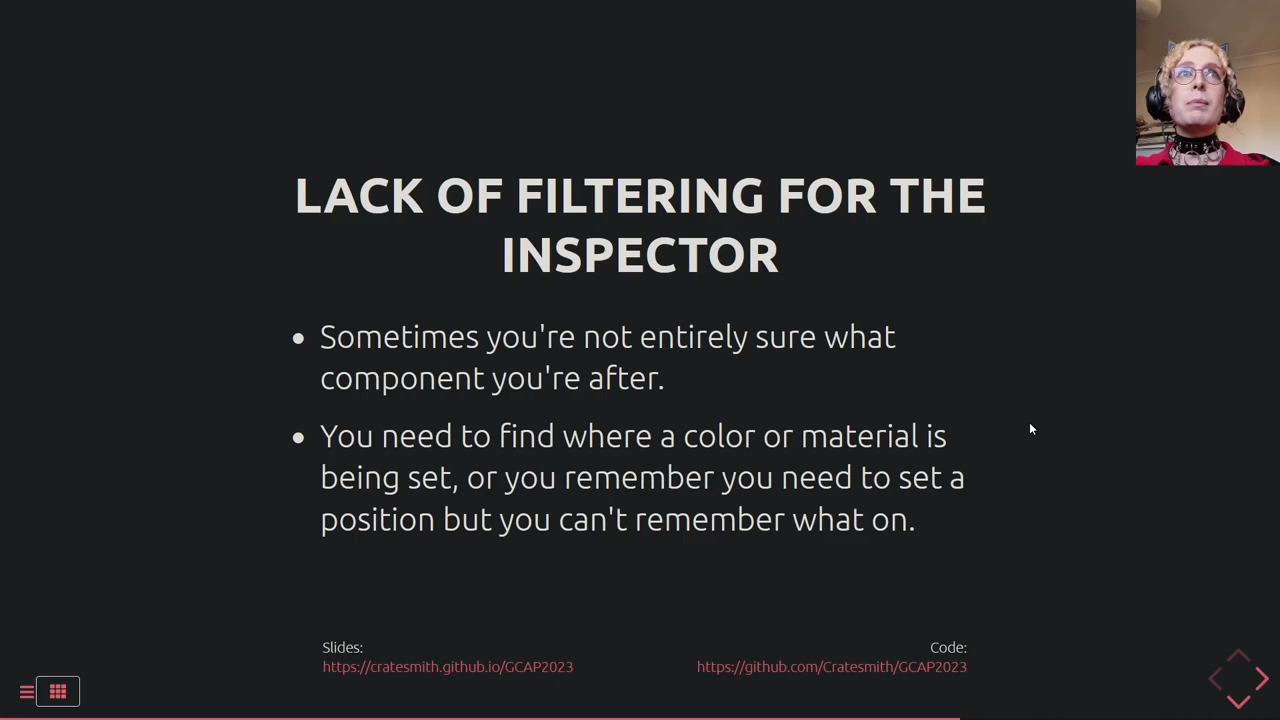 LACK OF FILTERING FOR THE
INSPECTOR
Sometimes you're not entirely sure what
component you're after.
You need to find where a color or material is
being set, or you remember you need to set a
position but you can't remember what on.
Slides:
https://cratesmith.github.io/GCAP2023
Code:
https://github.com/Cratesmith/GCAP2023